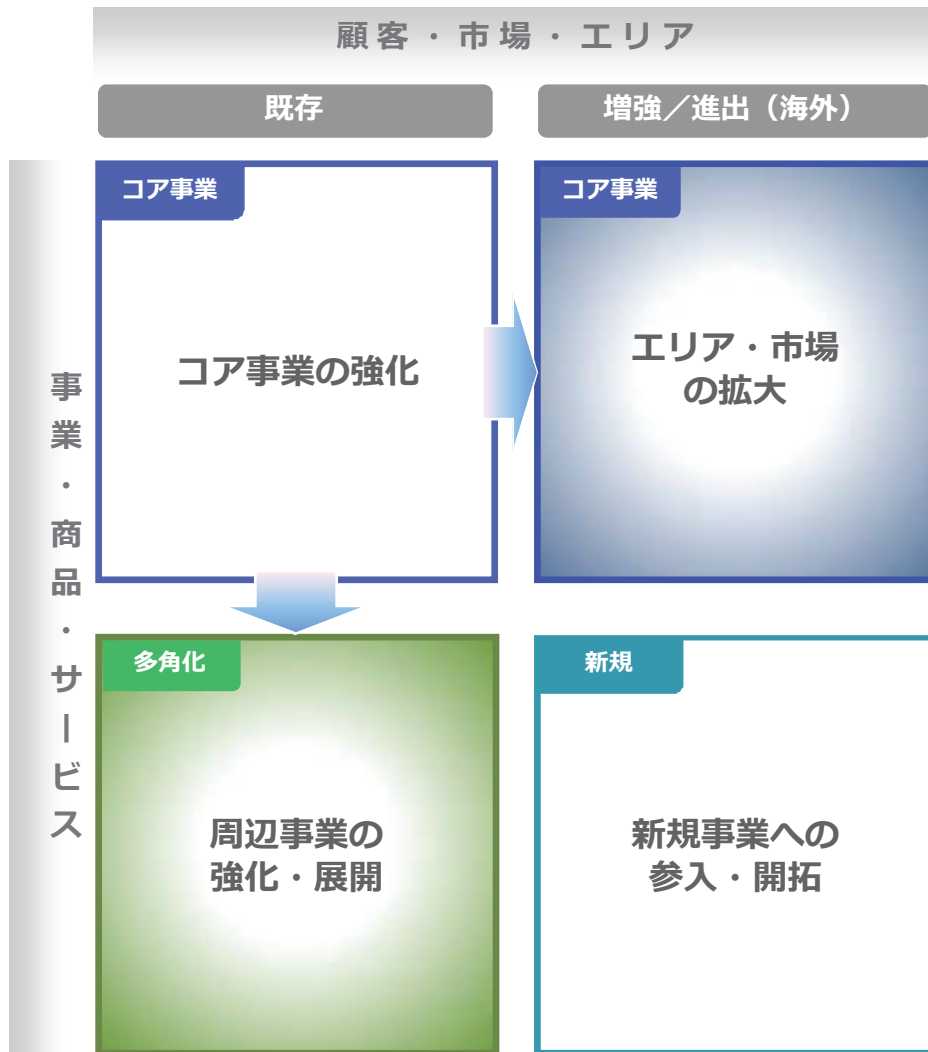 顧客・市場・エリア
既存
増強／進出（海外）
事業・商品・サービス
コア事業
コア事業の強化
コア事業
エリア・市場
の拡大
多角化
周辺事業の
強化・展開
新規
新規事業への
参入・開拓